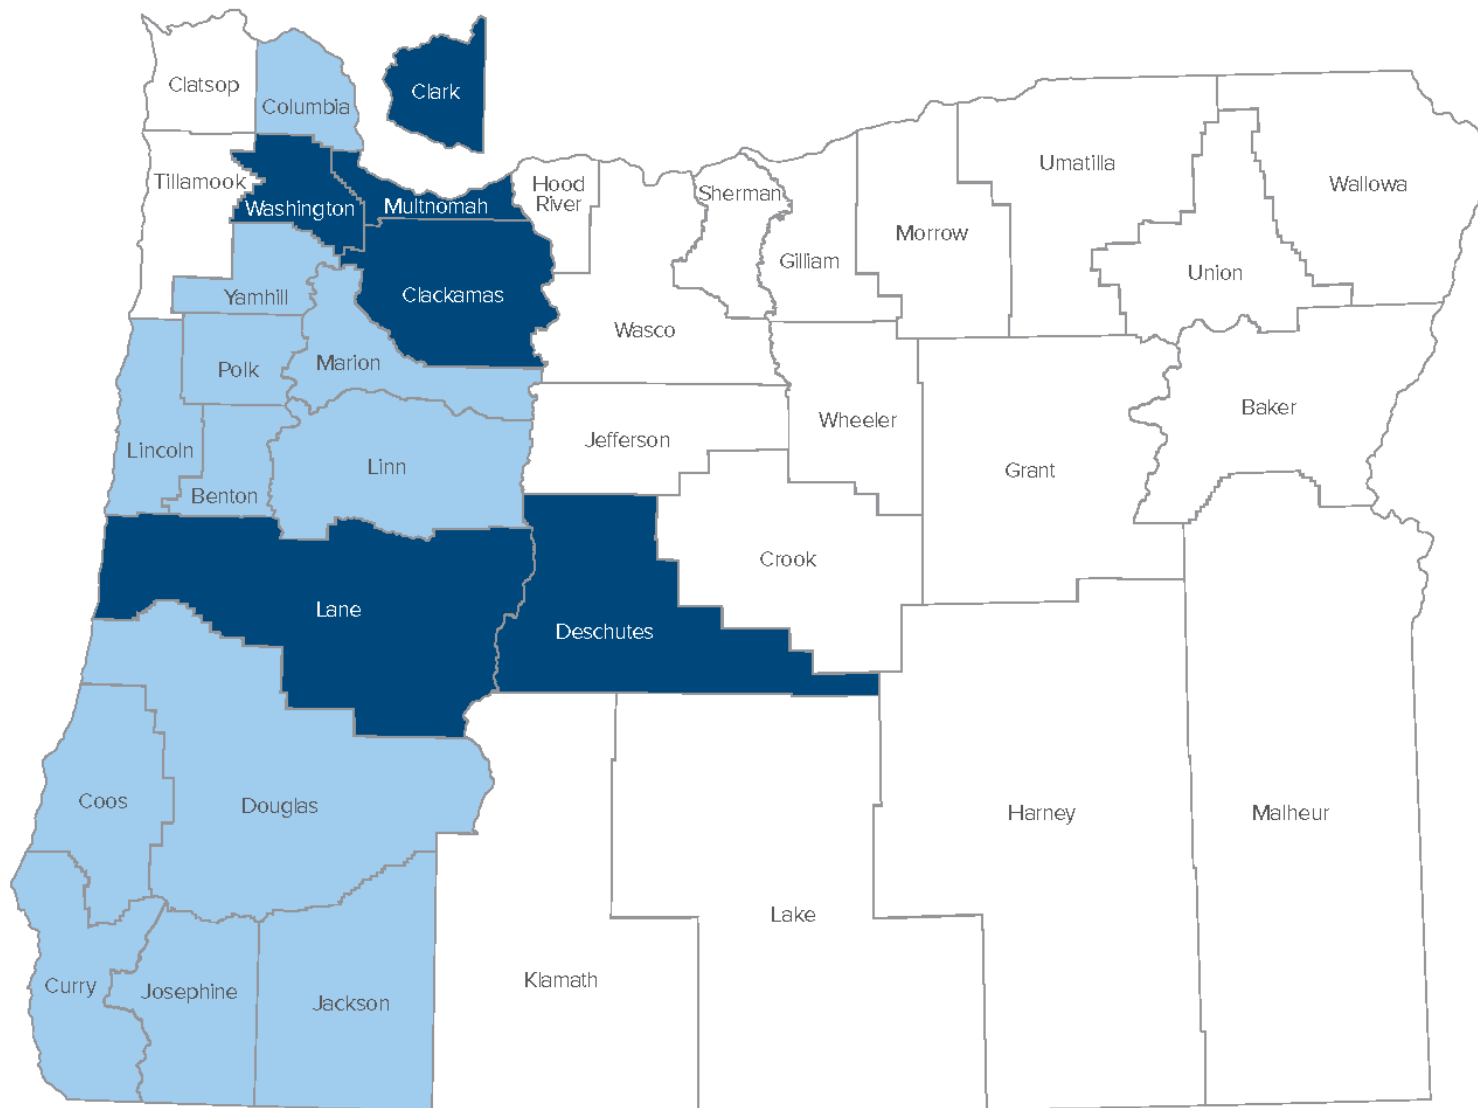 Clatsop
Columbia
Clark
Tillamook
Washington
Multnomah
Hood
River
Sherman
Gilliam
Morrow
Umatilla
Union
Wallowa
Yamhill
Clackamas
Wasco
Polk
Marion
Lincoln
Benton
Linn
Jefferson
Wheeler
Grant
Baker
Lane
Deschutes
Crook
Coos
Douglas
Harney
Malheur
Curry
Josephine
Jackson
Klamath
Lake